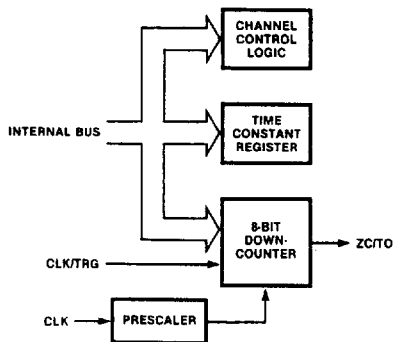 CHANNEL
CONTROL
LOGIC
INTERNAL BUS
TIME
CONSTANT
REGISTER
8-BIT
DOWN-
COUNTER
ZC/TO
CLK/TRG
CLK
PRESCALER